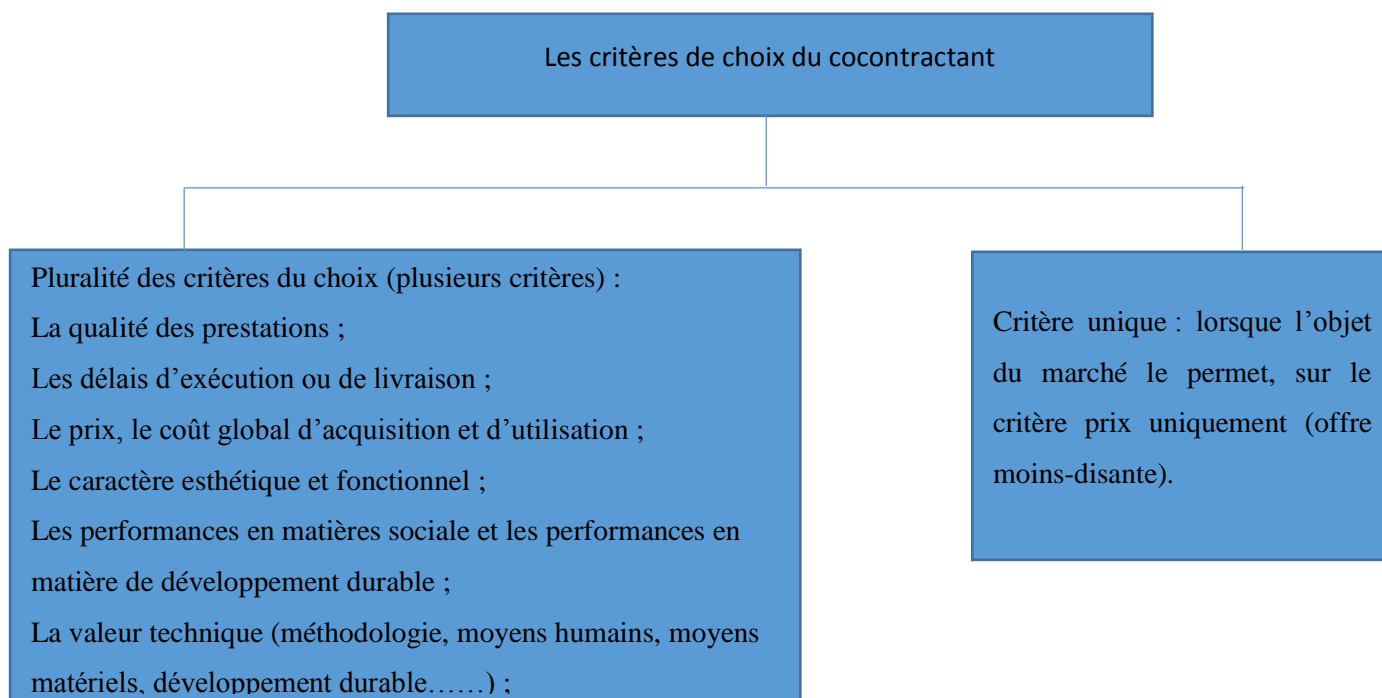 Les critères de choix du cocontractant
Pluralité des critères du choix (plusieurs critères) :
La qualité des prestations ;
Les délais d’exécution ou de livraison ;
Le prix, le coût global d’acquisition et d’utilisation ;
Le caractère esthétique et fonctionnel ;
Les performances en matières sociale et les performances en
matière de développement durable ;
La valeur technique (méthodologie, moyens humains, moyens
matériels, développement durable……) ;
Critère unique : lorsque l’objet
du marché le permet, sur le
critère prix uniquement (offre
moins-disante).